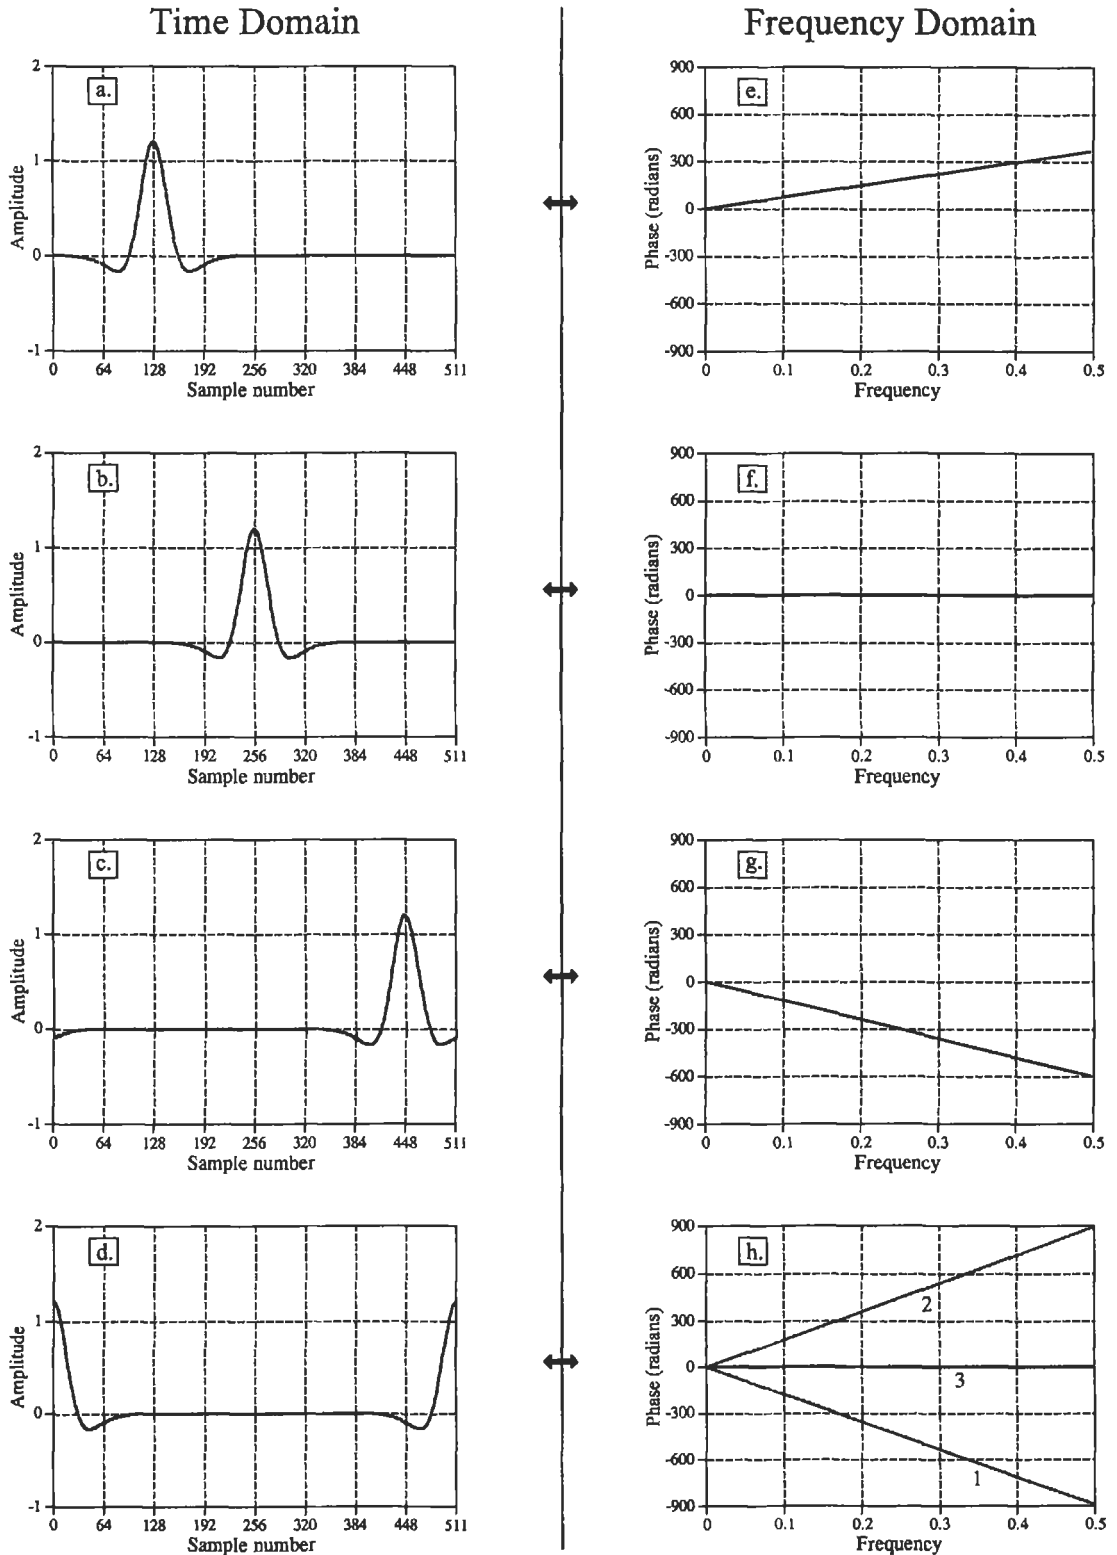 Time Domain
Frequency Domain
a.
2
1
0
-1
Amplitude
0 64 128 192 256 320 384 448 511
Sample number
e.
900
600
300
0
-300
-600
-900
Phase (radians)
0 0.1 0.2 0.3 0.4 0.5
Frequency
b.
2
1
0
-1
Amplitude
0 64 128 192 256 320 384 448 511
Sample number
f.
900
600
300
0
-300
-600
-900
Phase (radians)
0 0.1 0.2 0.3 0.4 0.5
Frequency
c.
2
1
0
-1
Amplitude
0 64 128 192 256 320 384 448 511
Sample number
g.
900
600
300
0
-300
-600
-900
Phase (radians)
0 0.1 0.2 0.3 0.4 0.5
Frequency
d.
2
1
0
-1
Amplitude
0 64 128 192 256 320 384 448 511
Sample number
h.
900
600
300
0
-300
-600
-900
Phase (radians)
2
3
1
0 0.1 0.2 0.3 0.4 0.5
Frequency